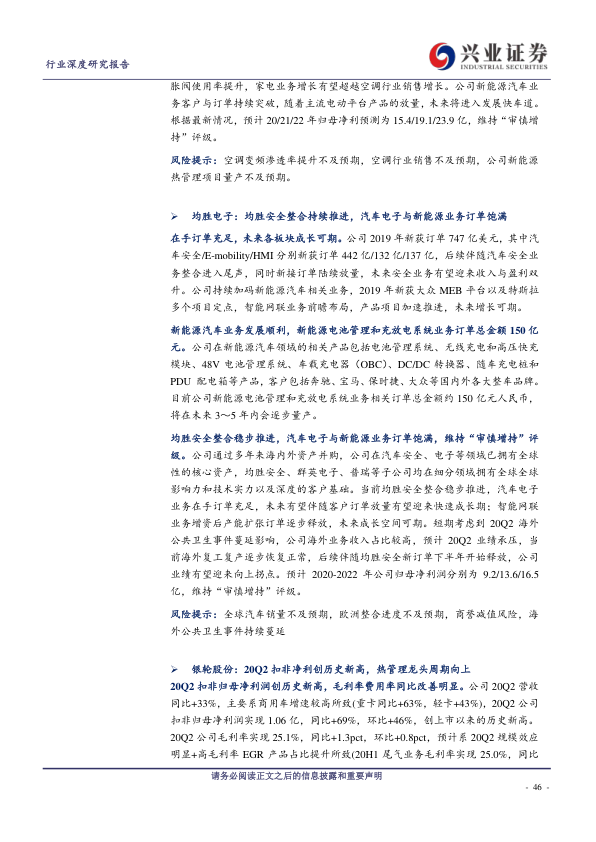 行业深度研究报告
兴业证券
INDUSTRIAL SECURITIES
胀阀使用率提升，家电业务增长有望超越空调行业销售增长。公司新能源汽车业
务客户与订单持续突破，随着主流电动平台产品的放量，未来将进入发展快车道。
根据最新情况，预计 20/21/22 年归母净利预测为 15.4/19.1/23.9 亿，维持“审慎增
持”评级。
风险提示：空调变频渗透率提升不及预期，空调行业销售不及预期，公司新能源
热管理项目量产不及预期。
➢ 均胜电子：均胜安全整合持续推进，汽车电子与新能源业务订单饱满
在手订单充足，未来各板块成长可期。公司 2019 年新获订单 747 亿美元，其中汽
车安全/E-mobility/HMI 分别新获订单 442 亿/132 亿/137 亿，后续伴随汽车安全业
务整合进入尾声，同时新接订单陆续放量，未来安全业务有望迎来收入与盈利双
升。公司持续加码新能源汽车相关业务，2019 年新获大众 MEB 平台以及特斯拉
多个项目定点，智能网联业务前瞻布局，产品项目加速推进，未来增长可期。
新能源汽车业务发展顺利，新能源电池管理和充放电系统业务订单总金额 150 亿
元。公司在新能源汽车领域的相关产品包括电池管理系统、无线充电和高压快充
模块、48V 电池管理系统、车载充电器（OBC）、DC/DC 转换器、随车充电桩和
PDU 配电箱等产品，客户包括奔驰、宝马、保时捷、大众等国内外各大整车品牌。
目前公司新能源电池管理和充放电系统业务相关订单总金额约 150 亿元人民币，
将在未来 3～5 年内会逐步量产。
均胜安全整合稳步推进，汽车电子与新能源业务订单饱满，维持“审慎增持”评
级。公司通过多年来海内外资产并购，公司在汽车安全、电子等领域已拥有全球
性的核心资产，均胜安全、群英电子、普瑞等子公司均在细分领域拥有全球全球
影响力和技术实力以及深度的客户基础。当前均胜安全整合稳步推进，汽车电子
业务在手订单充足，未来有望伴随客户订单放量有望迎来快速成长期；智能网联
业务增资后产能扩张订单逐步释放，未来成长空间可期。短期考虑到 20Q2 海外
公共卫生事件蔓延影响，公司海外业务收入占比较高，预计 20Q2 业绩承压，当
前海外复工复产逐步恢复正常，后续伴随均胜安全新订单下半年开始释放，公司
业绩有望迎来向上拐点。预计 2020-2022 年公司归母净利润分别为 9.2/13.6/16.5
亿，维持“审慎增持”评级。
风险提示：全球汽车销量不及预期，欧洲整合进度不及预期，商誉减值风险，海
外公共卫生事件持续蔓延
➢ 银轮股份：20Q2 扣非净利创历史新高，热管理龙头周期向上
20Q2 扣非归母净利润创历史新高，毛利率费用率同比改善明显。公司 20Q2 营收
同比+33%，主要系商用车增速较高所致(重卡同比+63%，轻卡+43%)，20Q2 公司
扣非归母净利润实现 1.06 亿，同比+69%，环比+46%，创上市以来的历史新高。
20Q2 公司毛利率实现 25.1%，同比+1.3pct，环比+0.8pct，预计系 20Q2 规模效应
明显+高毛利率 EGR 产品占比提升所致(20H1 尾气业务毛利率实现 25.0%，同比
请务必阅读正文之后的信息披露和重要声明
- 46 -